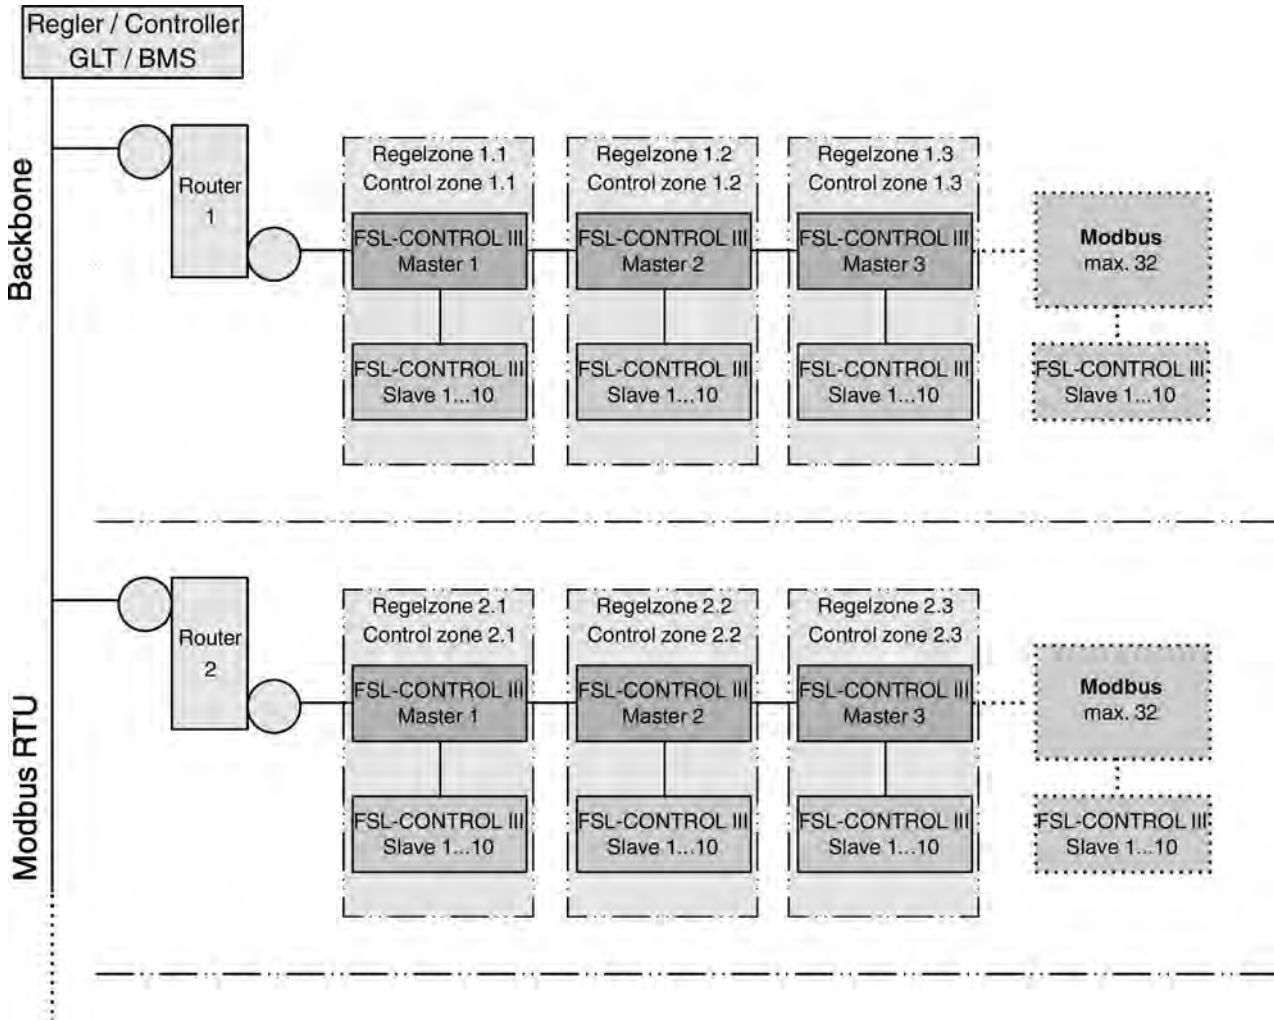 Regler / Controller
GLT / BMS
Backbone
Router
1
Regelzone 1.1
Control zone 1.1
FSL-CONTROL III
Master 1
FSL-CONTROL III
Slave 1...10
Regelzone 1.2
Control zone 1.2
FSL-CONTROL III
Master 2
FSL-CONTROL III
Slave 1...10
Regelzone 1.3
Control zone 1.3
FSL-CONTROL III
Master 3
FSL-CONTROL III
Slave 1...10
Modbus
max. 32
FSL-CONTROL III
Slave 1...10
Modbus RTU
Router
2
Regelzone 2.1
Control zone 2.1
FSL-CONTROL III
Master 1
FSL-CONTROL III
Slave 1...10
Regelzone 2.2
Control zone 2.2
FSL-CONTROL III
Master 2
FSL-CONTROL III
Slave 1...10
Regelzone 2.3
Control zone 2.3
FSL-CONTROL III
Master 3
FSL-CONTROL III
Slave 1...10
Modbus
max. 32
FSL-CONTROL III
Slave 1...10